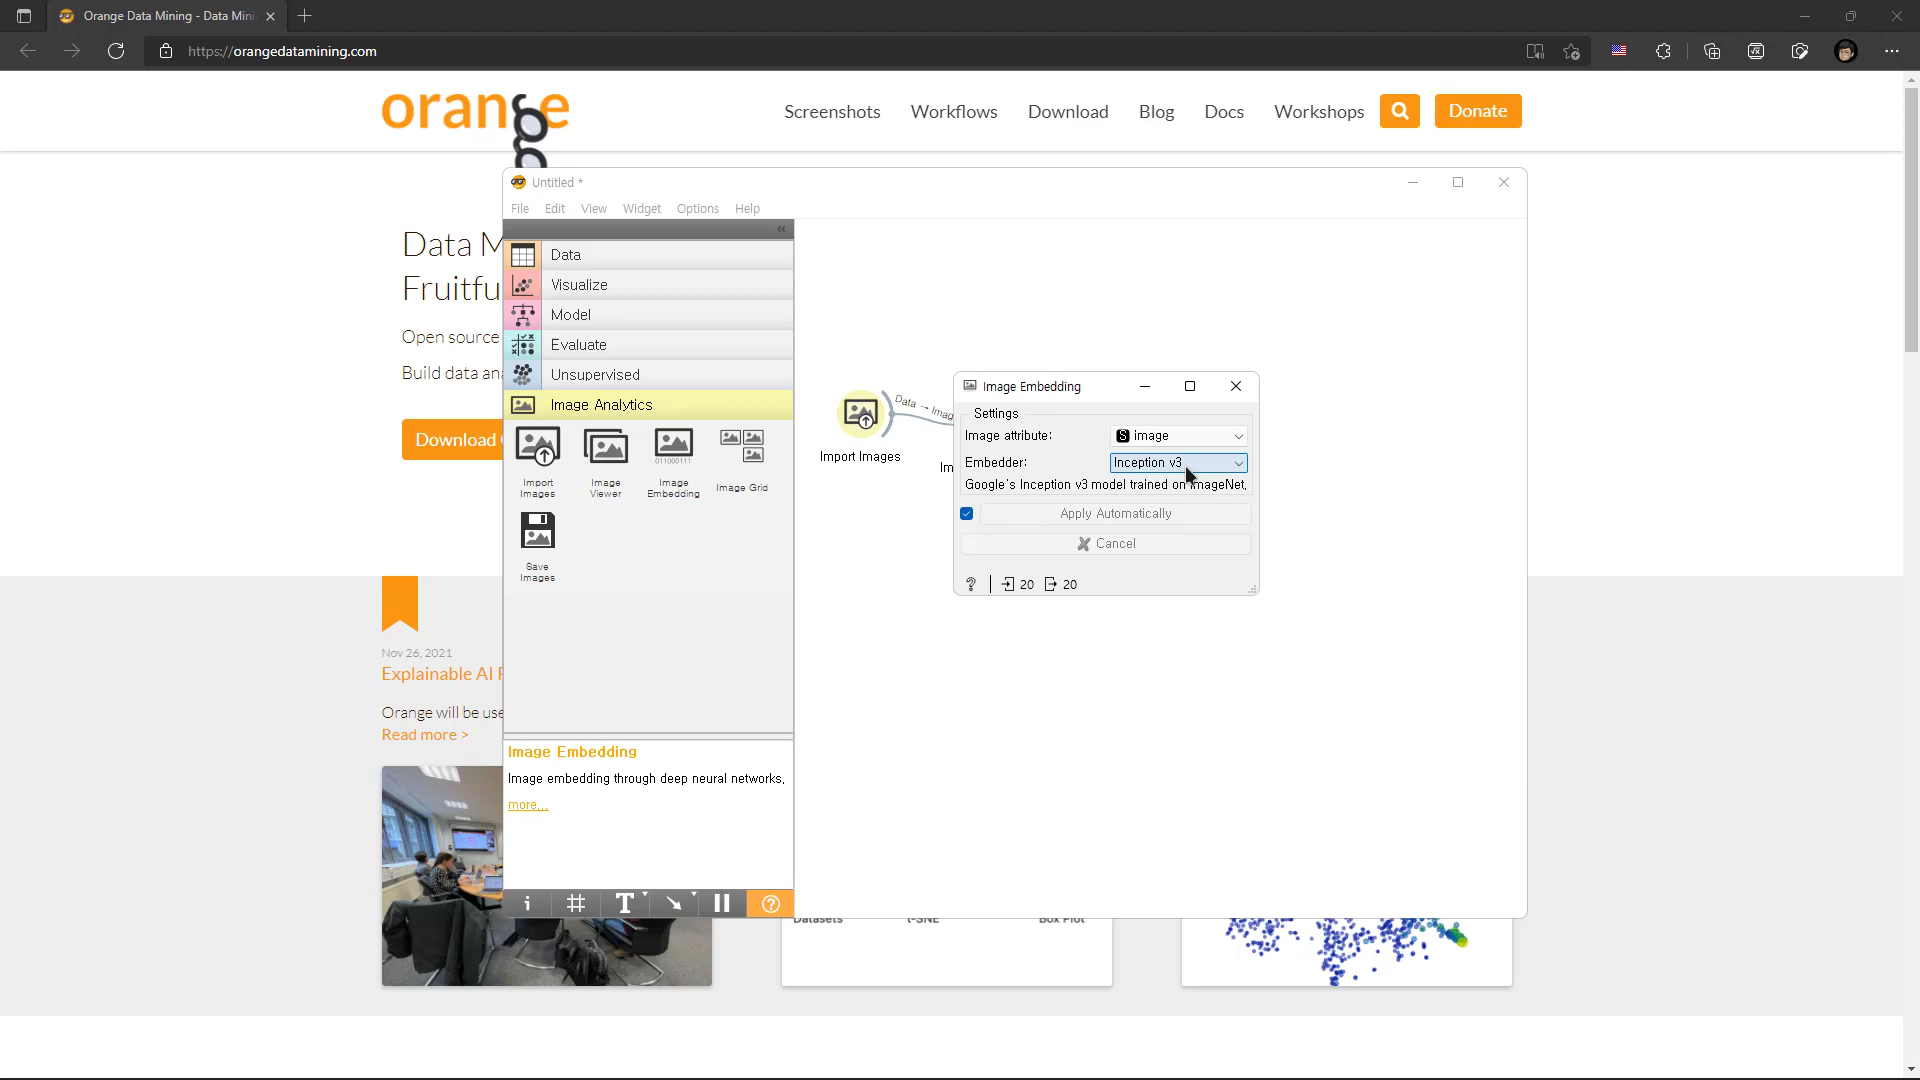 Orange Data Mining - Data Mini
https://orangedatamining.com
orange
Screenshots
Workflows
Download
Blog
Docs
Workshops
Donate
Data M
Fruitfu
Open source
Build data an
Download
Nov 26, 2021
Explainable AI
Orange will be use
Read more >
Untitled *
File
Edit
View
Widget
Options
Help
Data
Visualize
Model
Evaluate
Unsupervised
Image Analytics
Import
Images
Image
Viewer
011000111
Image
Embedding
Image Grid
Save
Images
Image Embedding
Image embedding through deep neural networks.
more...
Data → Imag
Import Images
Im
Image Embedding
Settings
Image attribute:
S image
Embedder:
Inception v3
Google's Inception v3 model trained on ImageNet.
Apply Automatically
Cancel
? | 20 20
Datasets
t-SNE
Box Plot